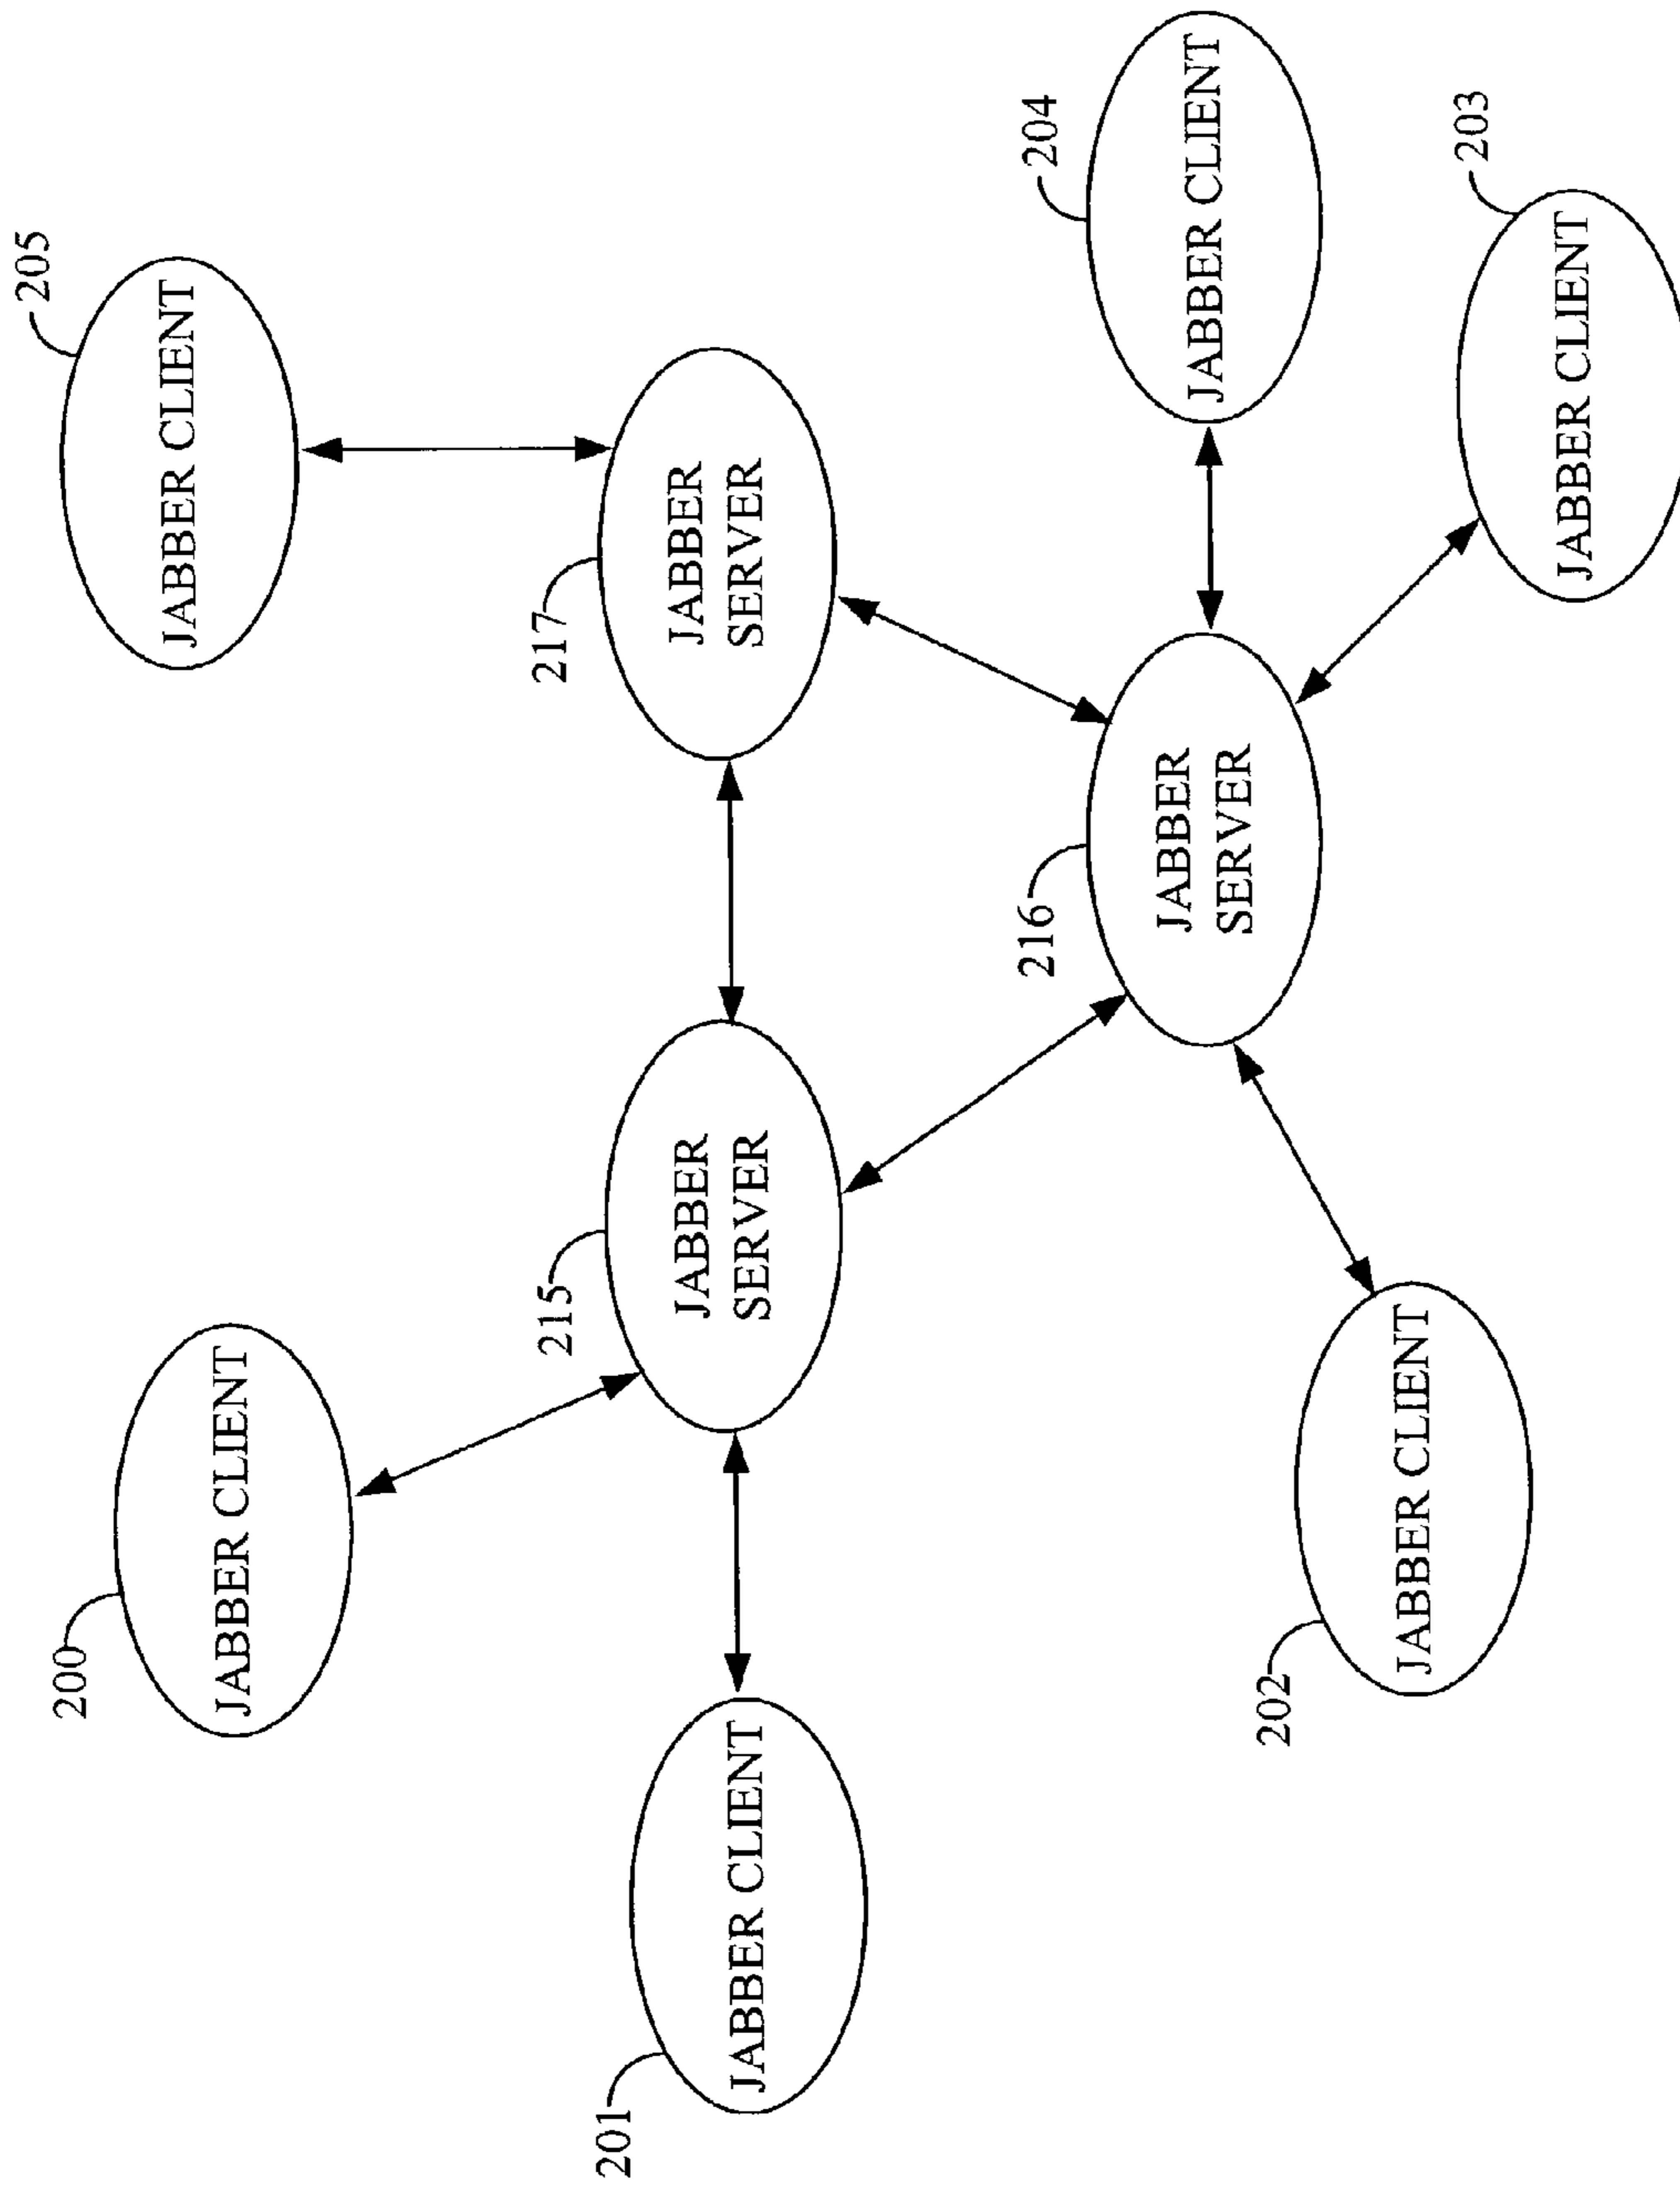 200
JABBER CLIENT
205
JABBER CLIENT
201
JABBER CLIENT
215
JABBER
SERVER
217
JABBER
SERVER
216
JABBER
SERVER
204
JABBER CLIENT
202
JABBER CLIENT
203
JABBER CLIENT